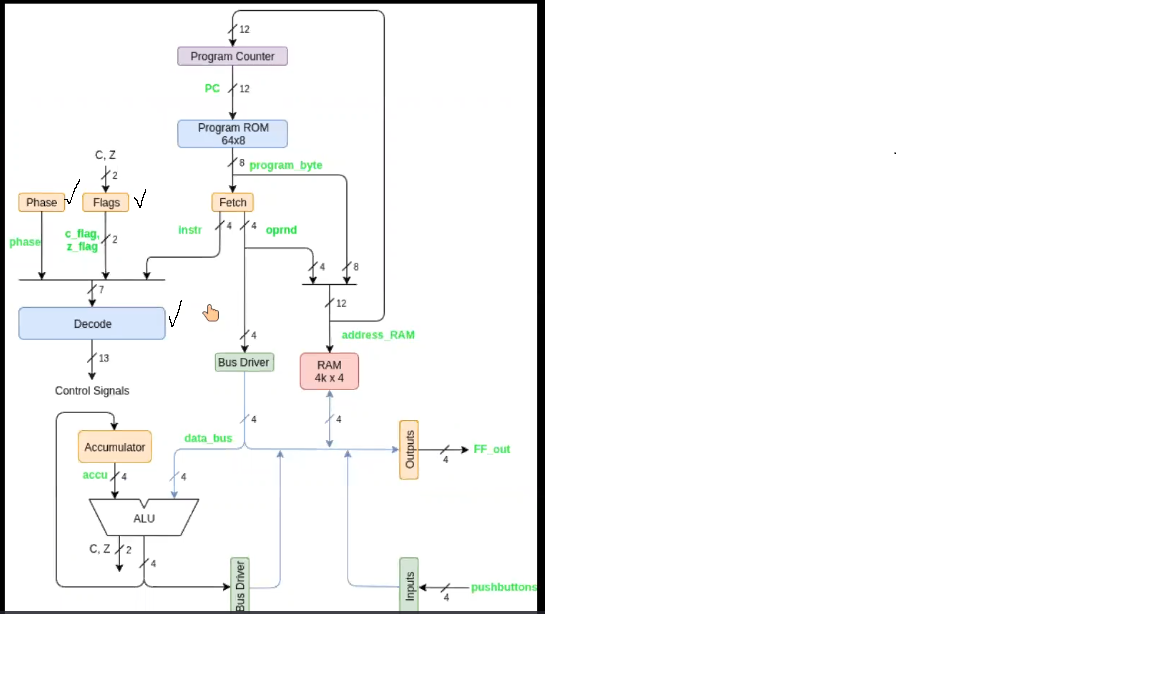 12
Program Counter
PC
12
Program ROM
64x8
C, Z
8
program_byte
2
Phase
Flags
Fetch
instr
4
4
oprnd
phase
c_flag,
z_flag
2
4
8
7
12
Decode
4
address_RAM
13
Bus Driver
RAM
4k x 4
Control Signals
4
4
data_bus
Accumulator
Outputs
4
FF_out
accu
4
4
ALU
C, Z
2
4
Bus Driver
Inputs
4
pushbuttons